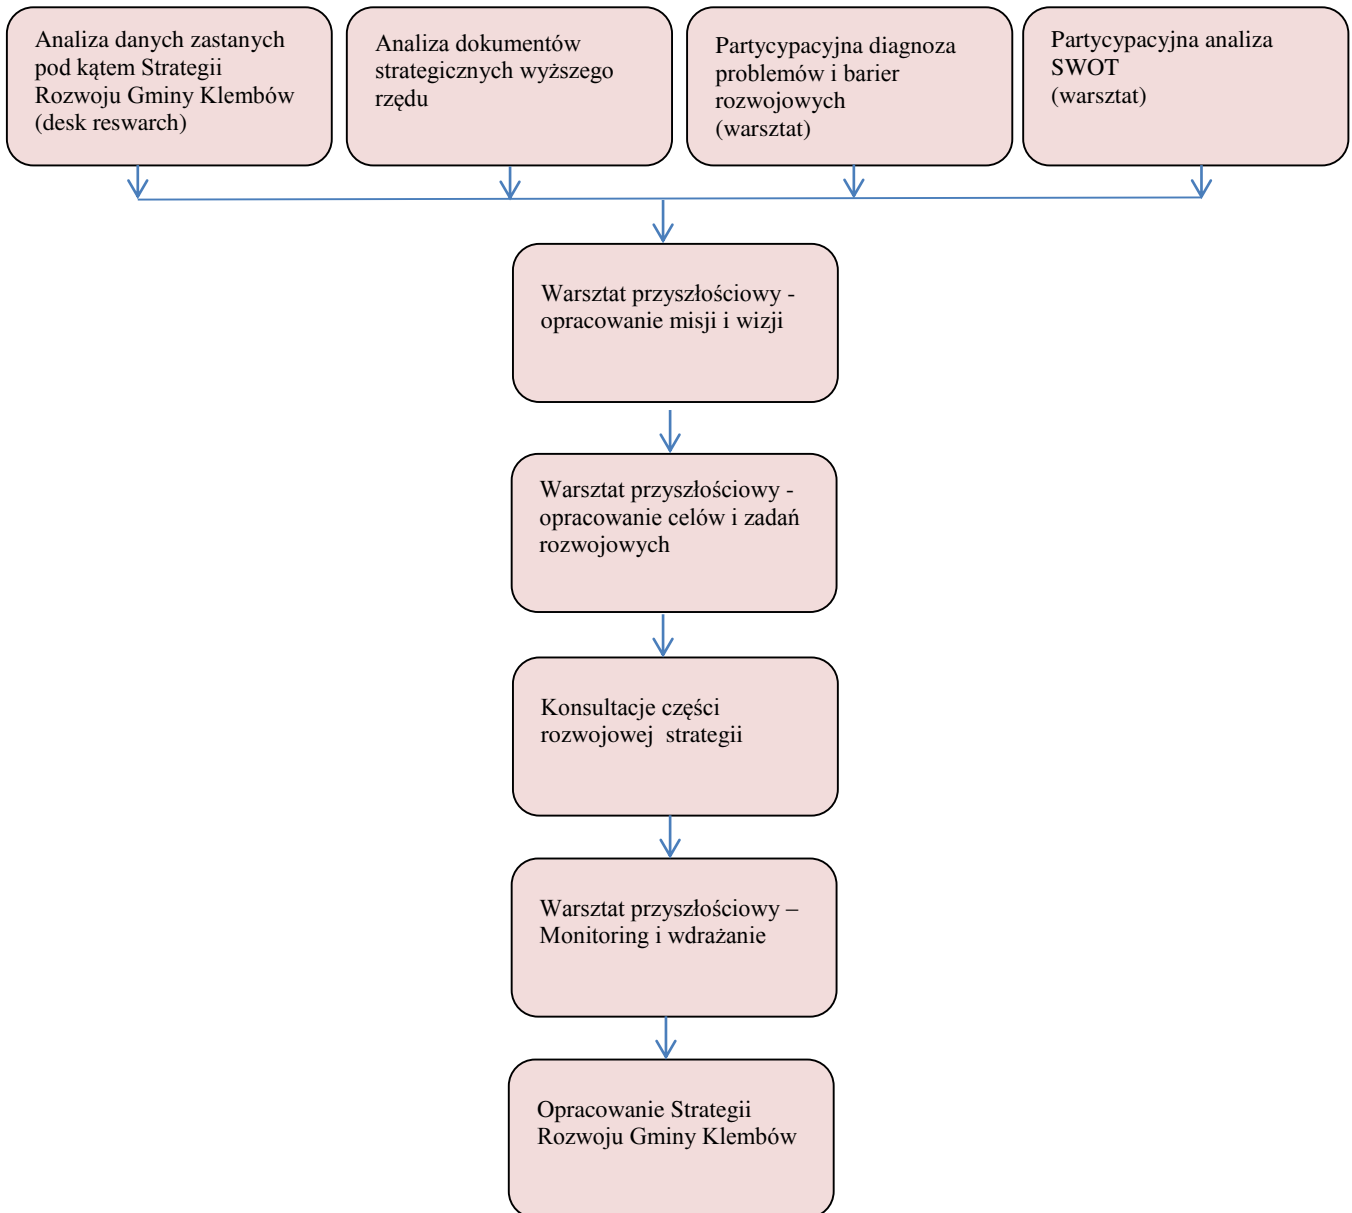 Analiza danych zastanych
pod kątem Strategii
Rozwoju Gminy Klembów
(desk reswarch)
Analiza dokumentów
strategicznych wyższego
rzędu
Partycypacyjna diagnoza
problemów i barier
rozwojowych
(warsztat)
Partycypacyjna analiza
SWOT
(warsztat)
Warsztat przyszłościowy -
opracowanie misji i wizji
Warsztat przyszłościowy -
opracowanie celów i zadań
rozwojowych
Konsultacje części
rozwojowej  strategii
Warsztat przyszłościowy –
Monitoring i wdrażanie
Opracowanie Strategii
Rozwoju Gminy Klembów